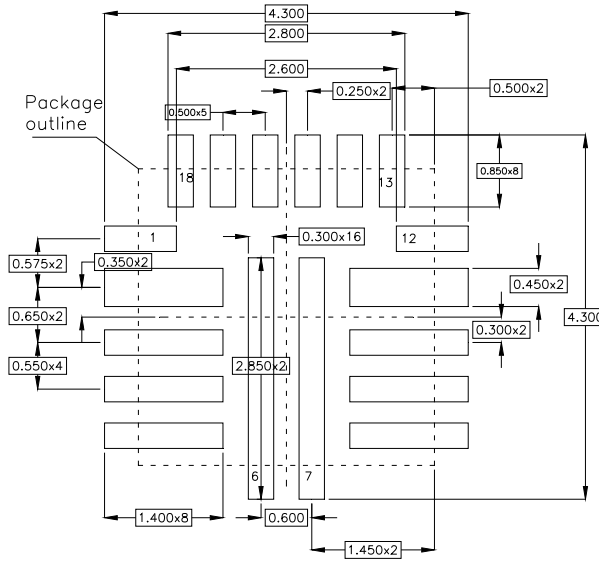 4.300
2.800
2.600
0.250x2
0.500x2
Package
outline
0.500x5
18
13
0.850x8
1
0.300x16
12
0.575x2
0.350x2
0.450x2
0.650x2
0.300x2
4.300
0.550x4
2.850x2
6
7
1.400x8
0.600
1.450x2